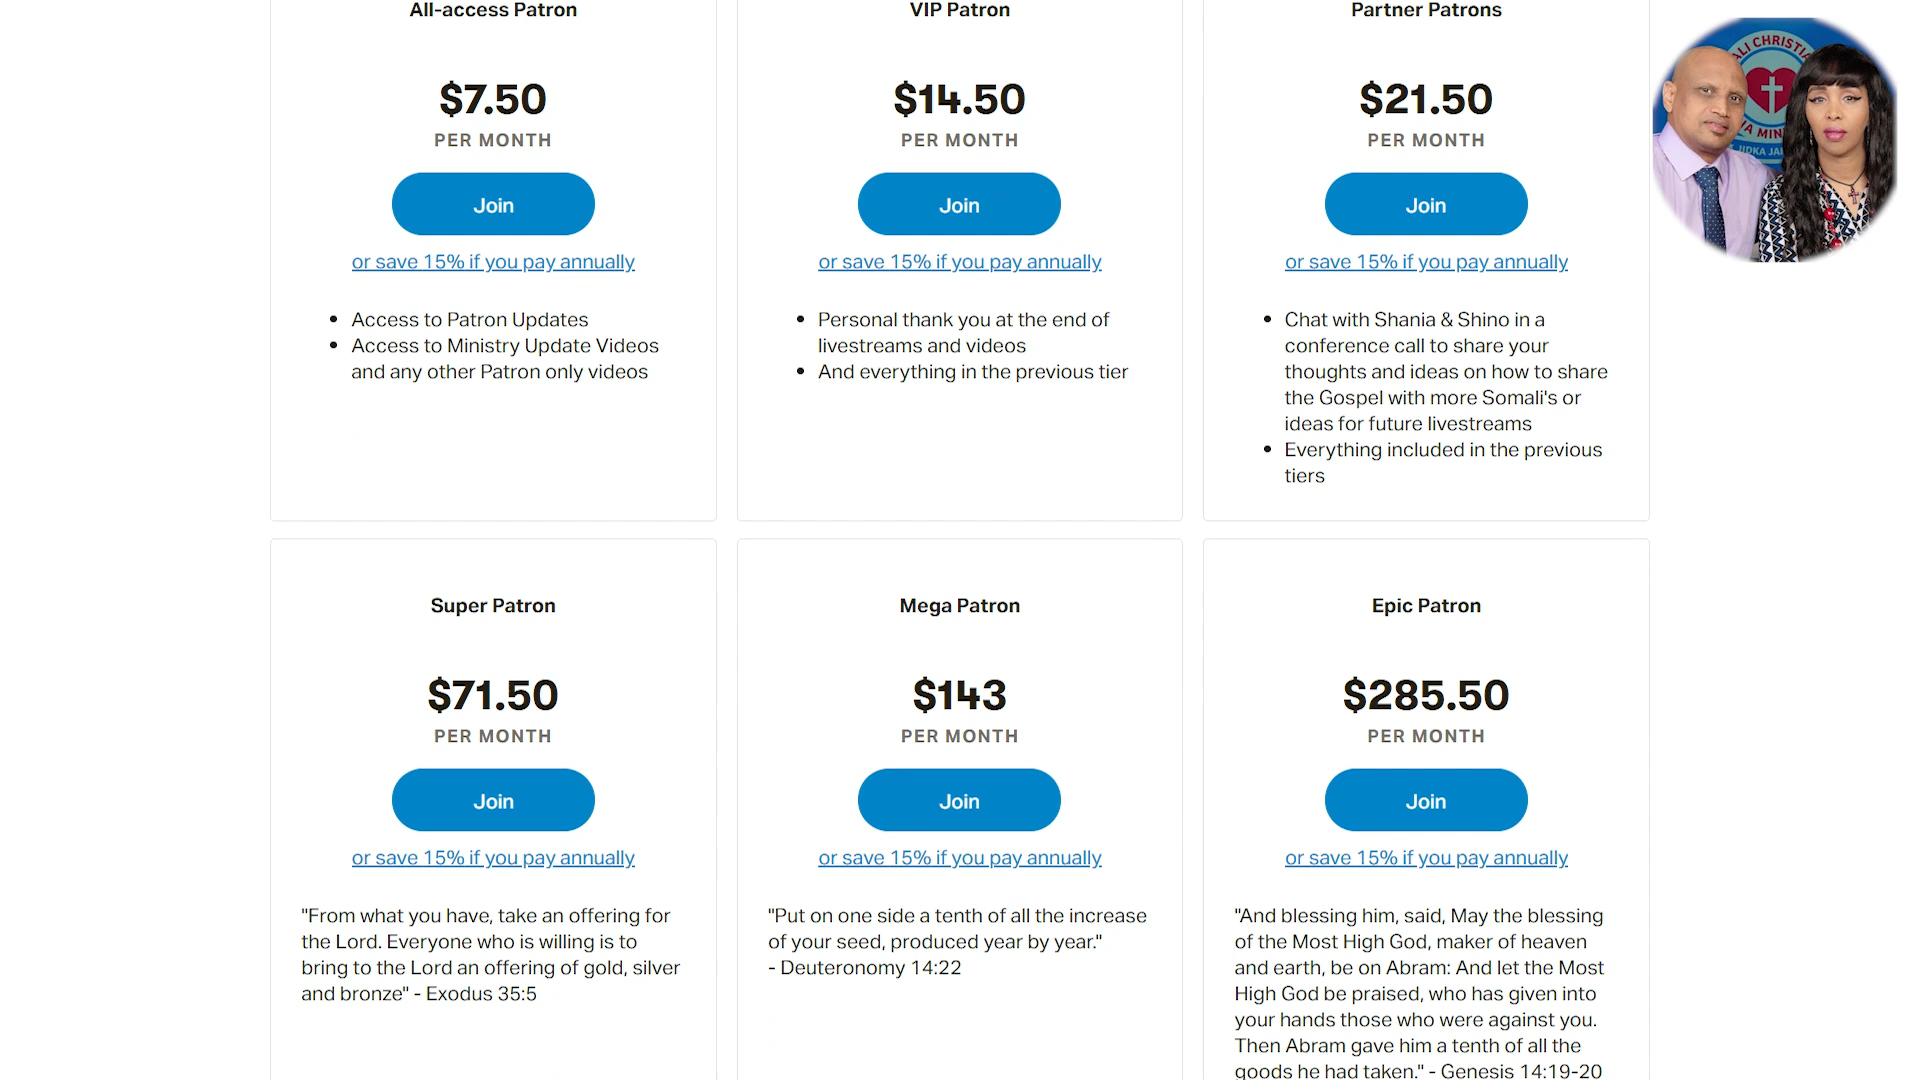 All-access Patron
$7.50
PER MONTH
Join
or save 15% if you pay annually
• Access to Patron Updates
• Access to Ministry Update Videos
and any other Patron only videos
VIP Patron
$14.50
PER MONTH
Join
or save 15% if you pay annually
• Personal thank you at the end of
livestreams and videos
• And everything in the previous tier
Partner Patrons
$21.50
PER MONTH
Join
or save 15% if you pay annually
• Chat with Shania & Shino in a
conference call to share your
thoughts and ideas on how to share
the Gospel with more Somali's or
ideas for future livestreams
• Everything included in the previous
tiers
Super Patron
$71.50
PER MONTH
Join
or save 15% if you pay annually
"From what you have, take an offering for
the Lord. Everyone who is willing is to
bring to the Lord an offering of gold, silver
and bronze" - Exodus 35:5
Mega Patron
$143
PER MONTH
Join
or save 15% if you pay annually
"Put on one side a tenth of all the increase
of your seed, produced year by year."
- Deuteronomy 14:22
Epic Patron
$285.50
PER MONTH
Join
or save 15% if you pay annually
"And blessing him, said, May the blessing
of the Most High God, maker of heaven
and earth, be on Abram: And let the Most
High God be praised, who has given into
your hands those who were against you.
Then Abram gave him a tenth of all the
goods he had taken." - Genesis 14:19-20